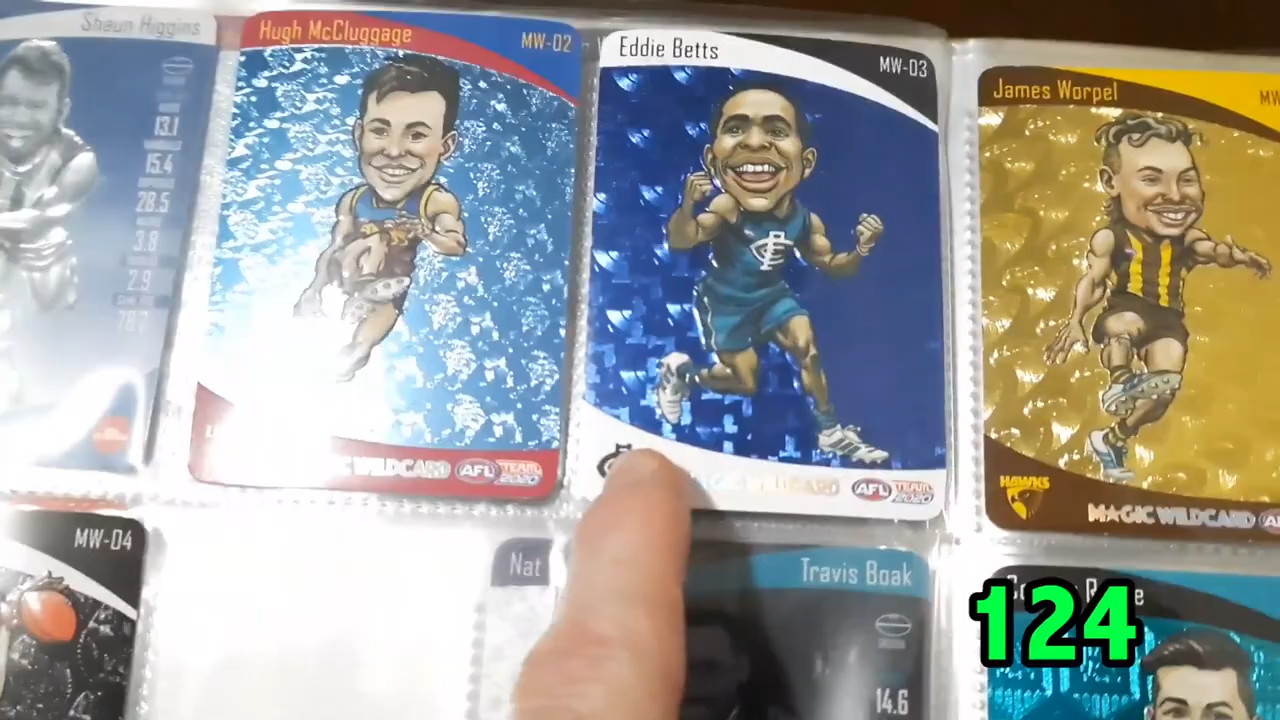 Shaun Higgins
13.1
15.4
28.5
3.8
2.9
78.7
Hugh McCluggage
MW-02
WILDCARD AFL TEAM 2020
Eddie Betts
MW-03
WILDCARD AFL TEAM 2020
James Worpel
MW
HAWKS
MAGIC WILDCARD
MW-04
Nat
Travis Boak
14.6
124